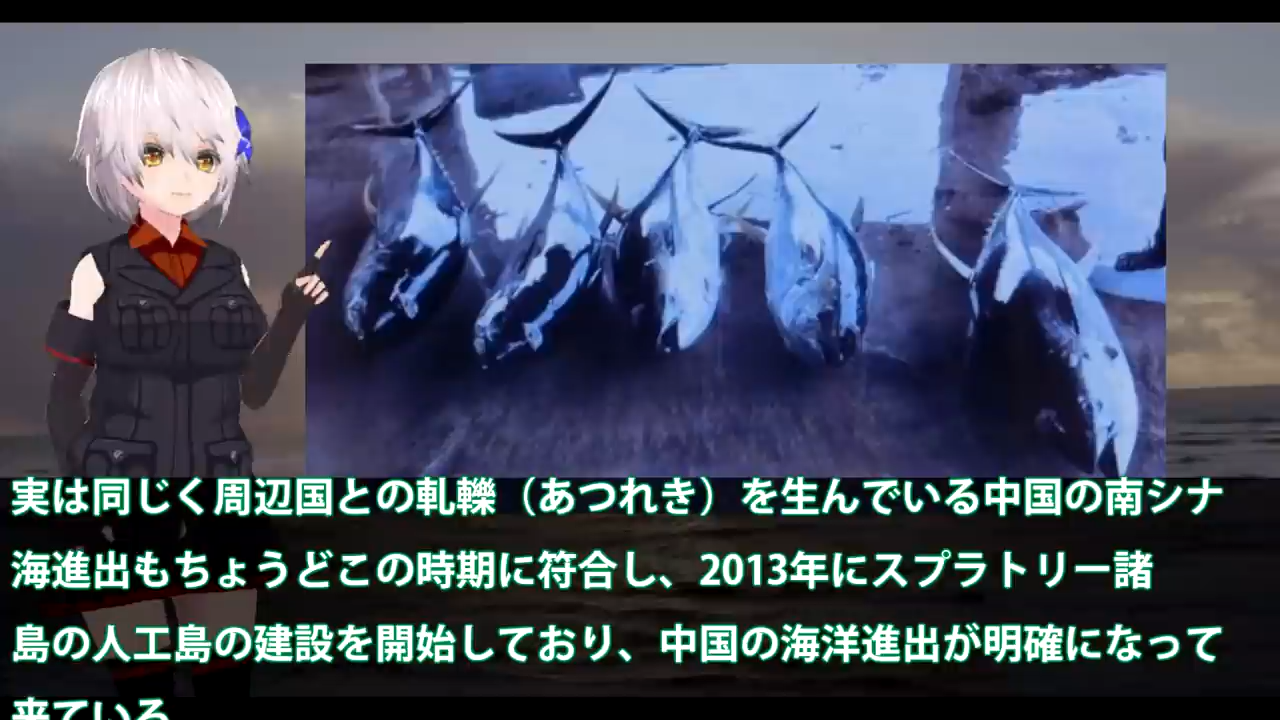 実は同じく周辺国との軋轢（あつれき）を生んでいる中国の南シナ
海進出もちょうどこの時期に符合し、2013年にスプラトリー諸
島の人工島の建設を開始しており、中国の海洋進出が明確になって
来ている